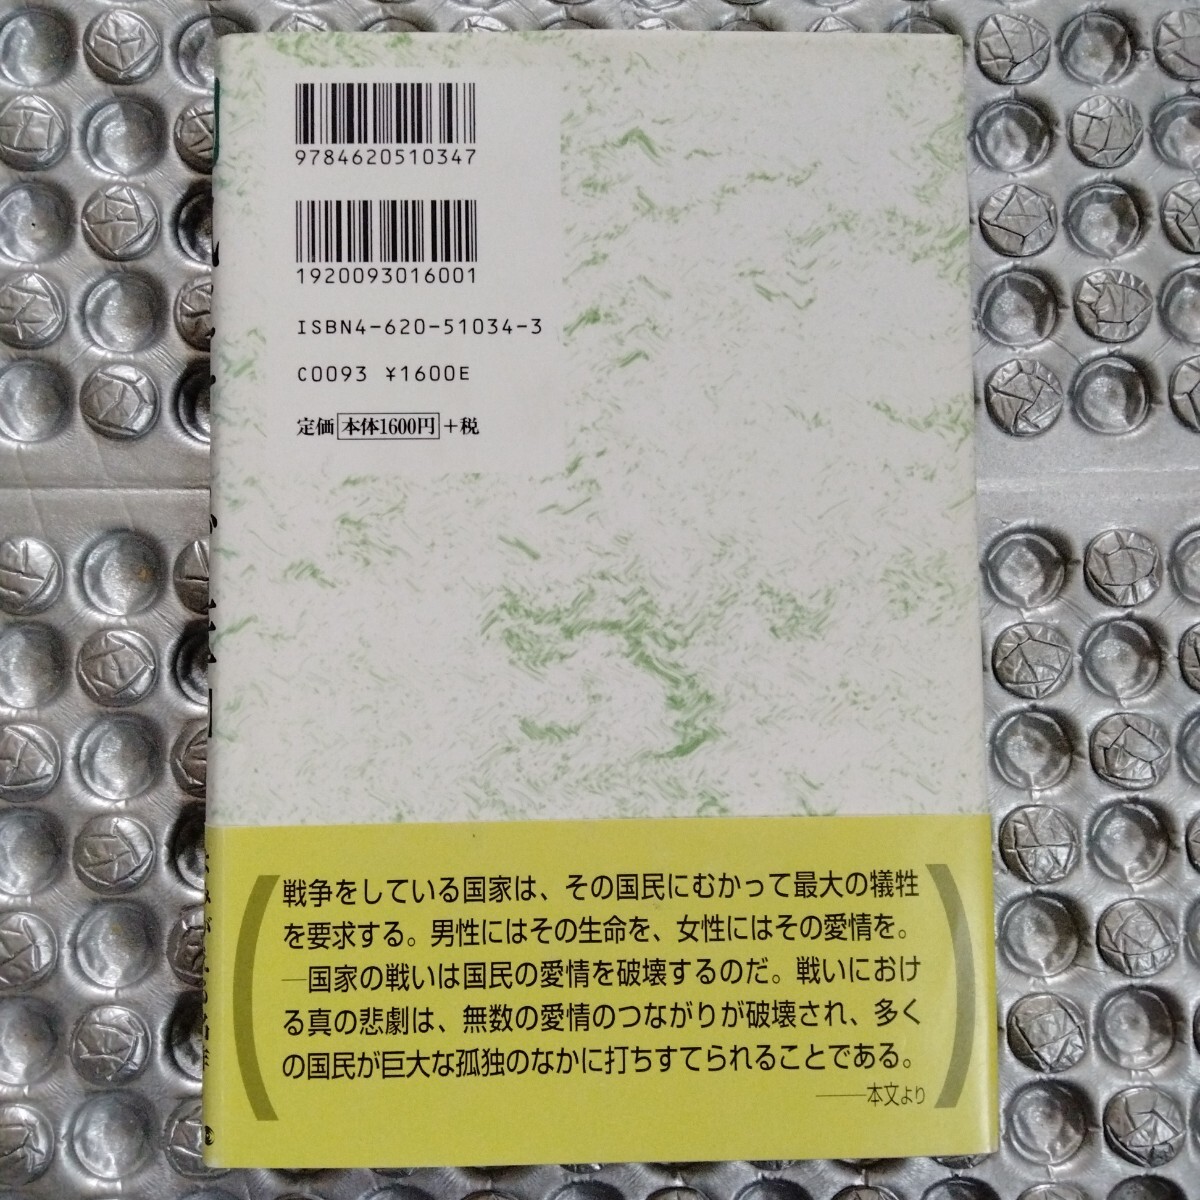 9784620510347
1920093016001
ISBN4-620-51034-3
C0093 ¥1600E
定価 本体1600円 +税
戦争をしている国家は、その国民にむかって最大の犠牲
を要求する。男性にはその生命を、女性にはその愛情を。
―国家の戦いは国民の愛情を破壊するのだ。戦いにおけ
る真の悲劇は、無数の愛情のつながりが破壊され、多く
の国民が巨大な孤独のなかに打ちすてられることである。
――本文より